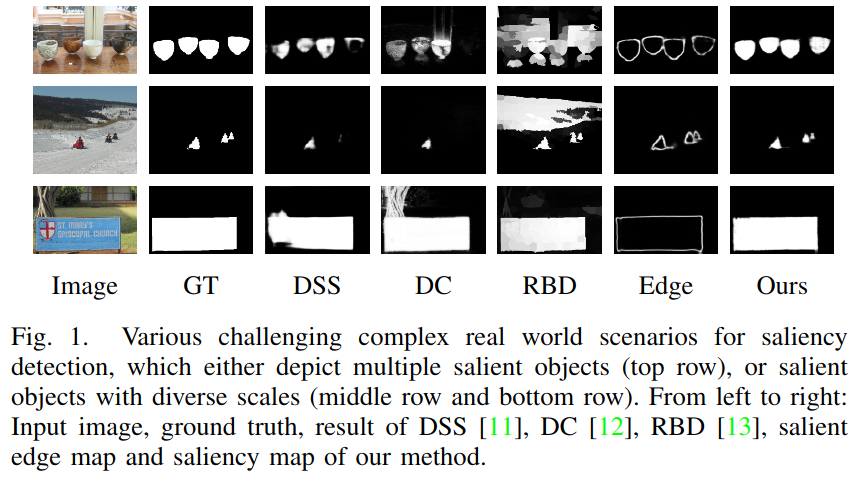 ST. MARY'S
EPISCOPAL CHURCH
Image GT DSS DC RBD Edge Ours
Fig. 1. Various challenging complex real world scenarios for saliency
detection, which either depict multiple salient objects (top row), or salient
objects with diverse scales (middle row and bottom row). From left to right:
Input image, ground truth, result of DSS [11], DC [12], RBD [13], salient
edge map and saliency map of our method.